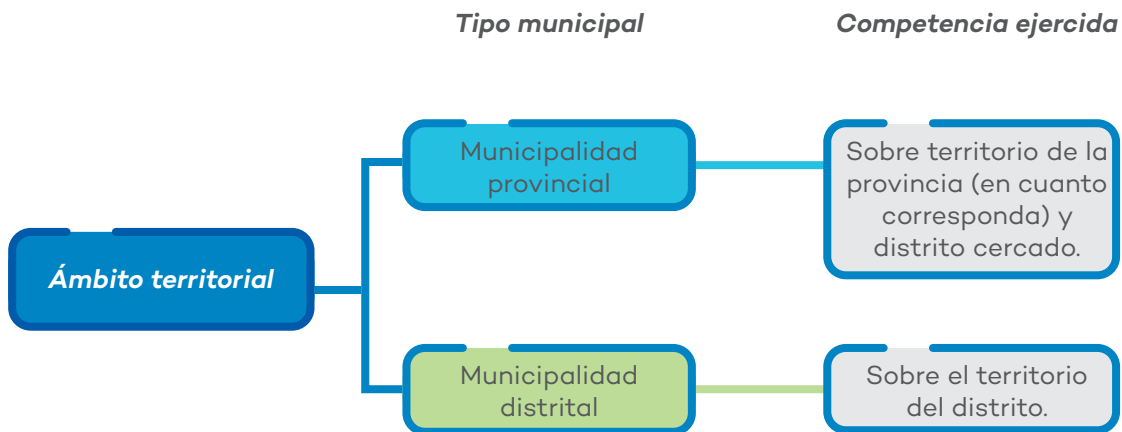 Tipo municipal
Competencia ejercida
Ámbito territorial
Municipalidad
provincial
Sobre territorio de la
provincia (en cuanto
corresponda) y
distrito cercado.
Municipalidad
distrital
Sobre el territorio
del distrito.